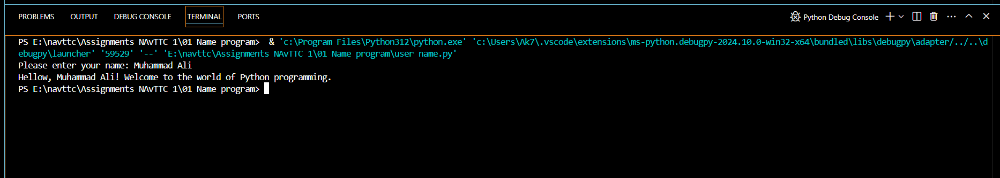 PROBLEMS OUTPUT DEBUG CONSOLE TERMINAL PORTS Python Debug Console
PS E:\navttc\Assignments NAvTTC 1\01 Name program>  & 'c:\Program Files\Python312\python.exe' 'c:\Users\Ak7\.vscode\extensions\ms-python.debugpy-2024.10.0-win32-x64\bundled\libs\debugpy\adapter/../..\d
ebugpy\launcher' '59529' '--' 'E:\navttc\Assignments NAvTTC 1\01 Name program\user name.py'
Please enter your name: Muhammad Ali
Hellow, Muhammad Ali! Welcome to the world of Python programming.
PS E:\navttc\Assignments NAvTTC 1\01 Name program>